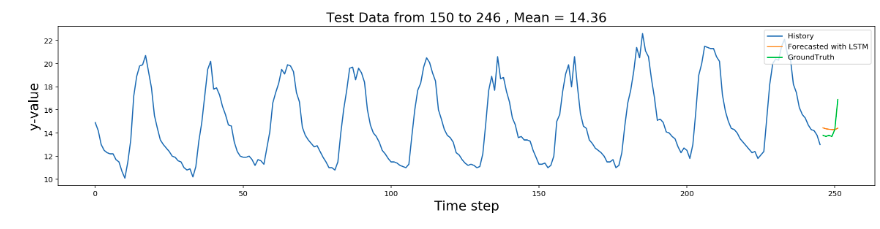 Test Data from 150 to 246 , Mean = 14.36
y-value
22
20
18
16
14
12
10
0
50
100
150
200
250
Time step
History
Forecasted with LSTM
GroundTruth